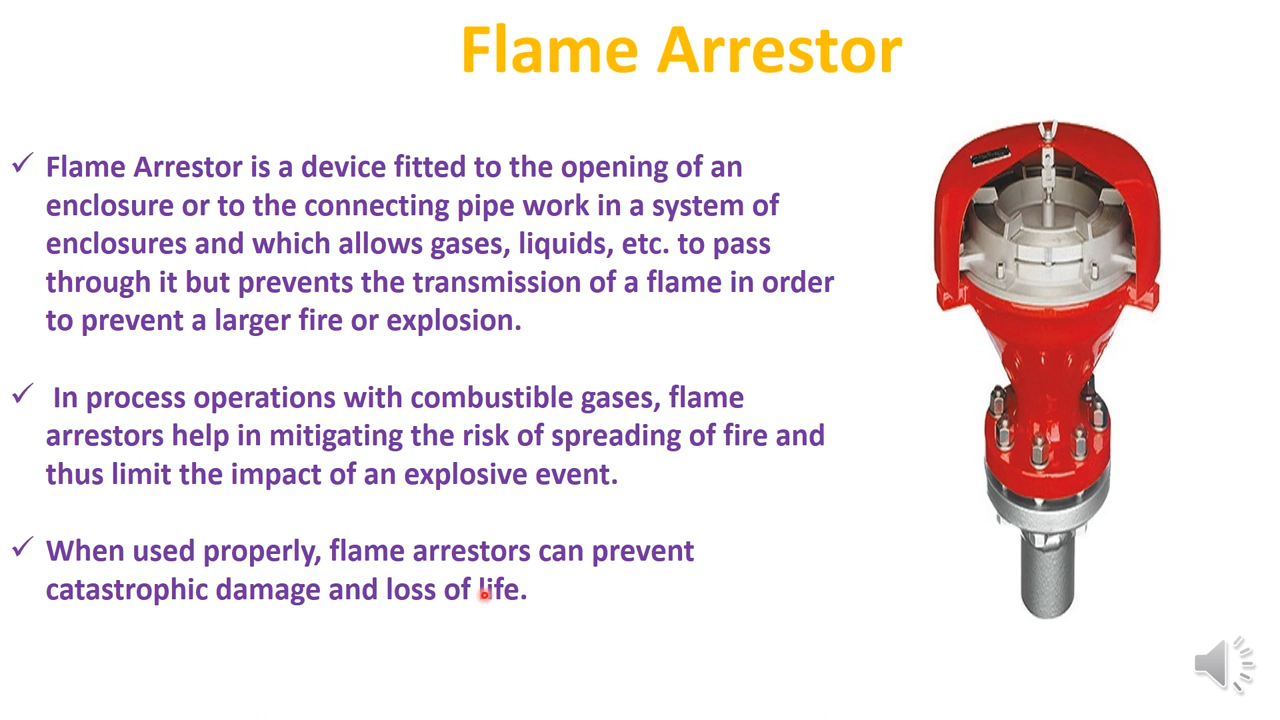 Flame Arrestor
✓ Flame Arrestor is a device fitted to the opening of an
enclosure or to the connecting pipe work in a system of
enclosures and which allows gases, liquids, etc. to pass
through it but prevents the transmission of a flame in order
to prevent a larger fire or explosion.
✓ In process operations with combustible gases, flame
arrestors help in mitigating the risk of spreading of fire and
thus limit the impact of an explosive event.
✓ When used properly, flame arrestors can prevent
catastrophic damage and loss of life.